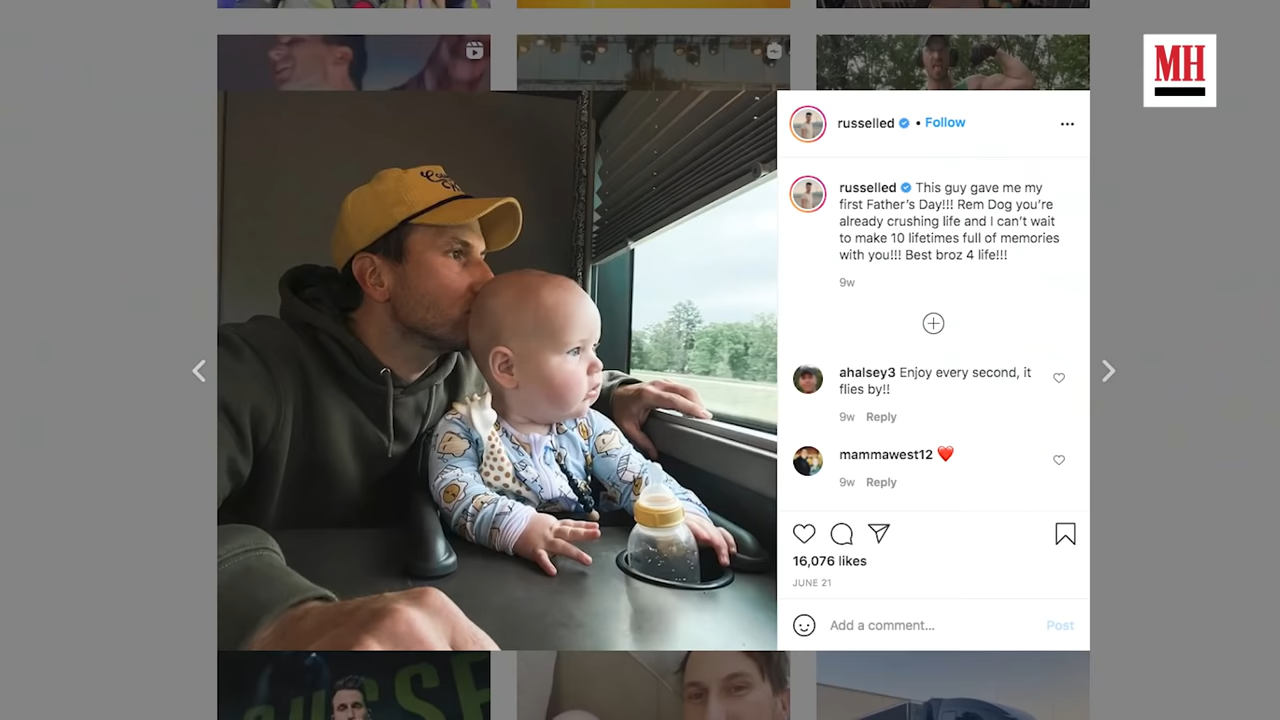 MH
russelled • Follow
russelled This guy gave me my
first Father's Day!!! Rem Dog you're
already crushing life and I can't wait
to make 10 lifetimes full of memories
with you!!! Best broz 4 life!!!
9w
ahalsey3 Enjoy every second, it
flies by!!
9w Reply
mammawest12 ❤️
9w Reply
16,076 likes
JUNE 21
Add a comment... Post